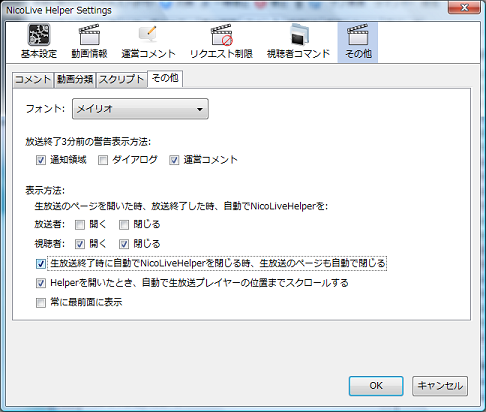 NicoLive Helper Settings
基本設定 動画情報 運営コメント リクエスト制限 視聴者コマンド その他
コメント 動画分類 スクリプト その他
フォント: メイリオ
放送終了3分前の警告表示方法:
通知領域 ダイアログ 運営コメント
表示方法:
生放送のページを開いた時、放送終了した時、自動でNicoLiveHelperを:
放送者: 開く 閉じる
視聴者: 開く 閉じる
生放送終了時に自動でNicoLiveHelperを閉じる時、生放送のページも自動で閉じる
Helperを開いたとき、自動で生放送プレイヤーの位置までスクロールする
常に最前面に表示
OK キャンセル